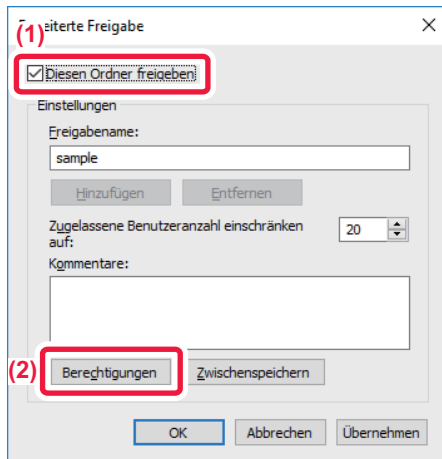 (1)
Erweiterte Freigabe
Diesen Ordner freigeben
Einstellungen
Freigabename:
sample
Hinzufügen Entfernen
Zugelassene Benutzeranzahl einschränken
auf:
20
Kommentare:
(2)
Berechtigungen Zwischenspeichern
OK Abbrechen Übernehmen